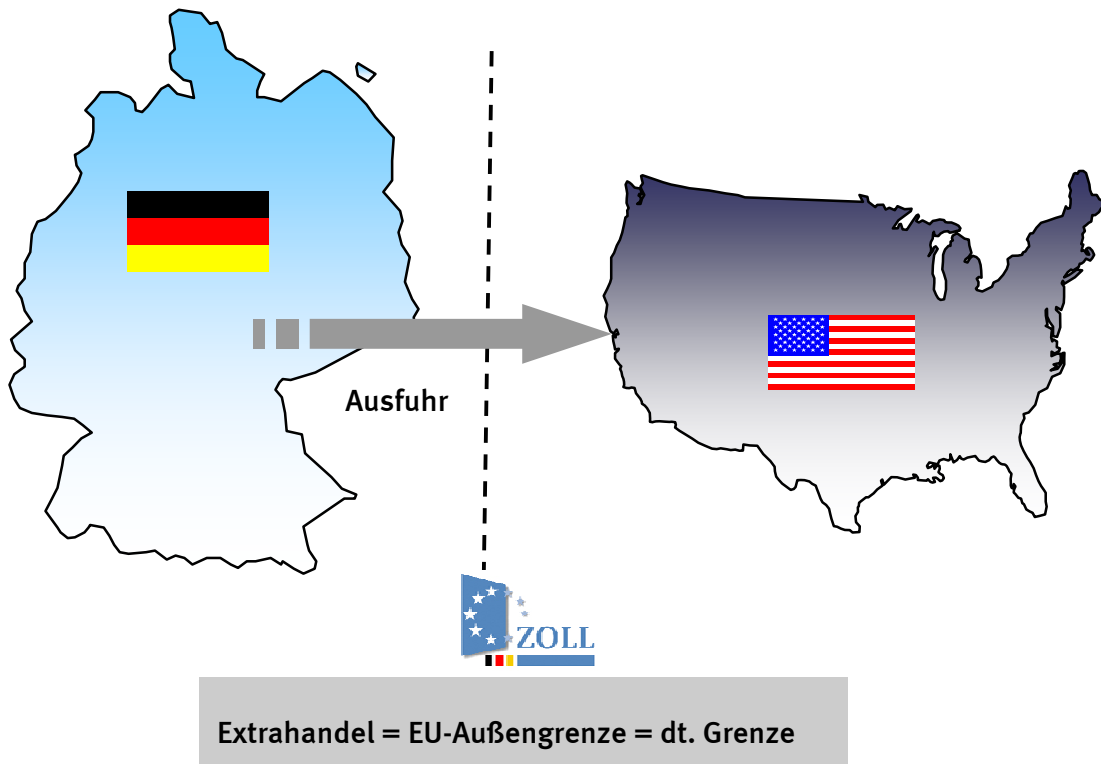 Ausfuhr
ZOLL
Extrahandel = EU-Außengrenze = dt. Grenze